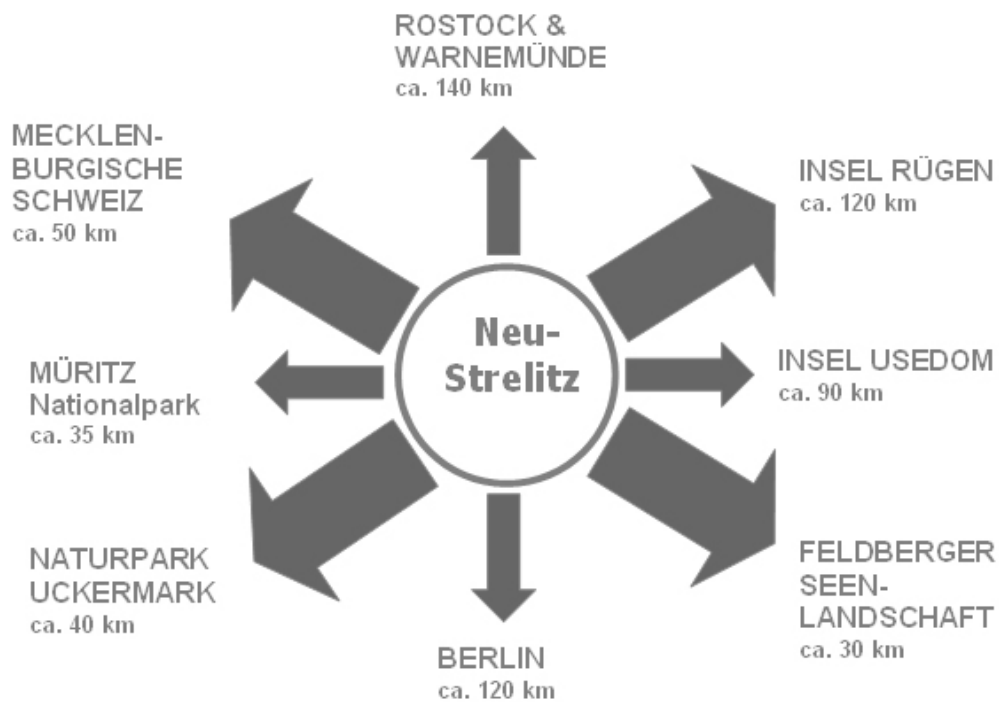 ROSTOCK &
WARNEMÜNDE
ca. 140 km
MECKLEN-
BURGISCHE
SCHWEIZ
ca. 50 km
INSEL RÜGEN
ca. 120 km
Neu-
Strelitz
MÜRITZ
Nationalpark
ca. 35 km
INSEL USEDOM
ca. 90 km
NATURPARK
UCKERMARK
ca. 40 km
FELDBERGER
SEEN-
LANDSCHAFT
ca. 30 km
BERLIN
ca. 120 km